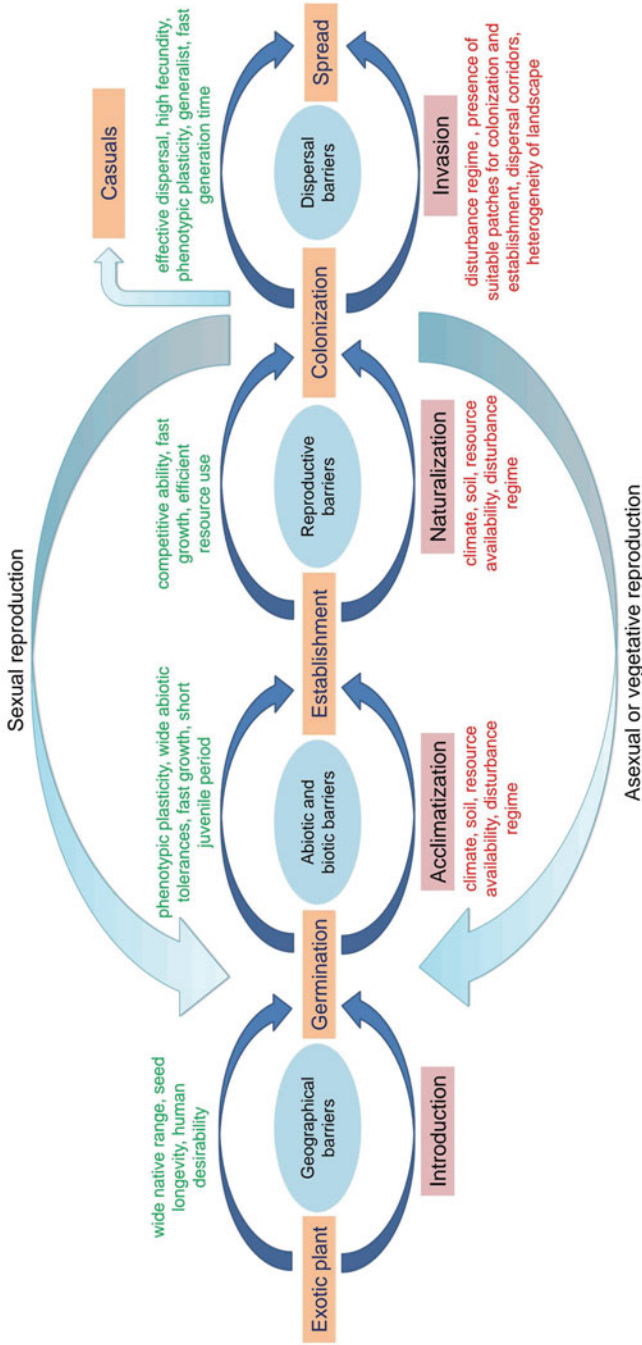 Sexual reproduction
Casuals
wide native range, seed
longevity, human
desirability
phenotypic plasticity, wide abiotic
tolerances, fast growth, short
juvenile period
competitive ability, fast
growth, efficient
resource use
effective dispersal, high fecundity,
phenotypic plasticity, generalist, fast
generation time
Exotic plant
Geographical
barriers
Germination
Abiotic and
biotic barriers
Establishment
Reproductive
barriers
Colonization
Dispersal
barriers
Spread
Introduction
Acclimatization
climate, soil, resource
availability, disturbance
regime
Naturalization
climate, soil, resource
availability, disturbance
regime
Invasion
disturbance regime , presence of
suitable patches for colonization and
establishment, dispersal corridors,
heterogeneity of landscape
Asexual or vegetative reproduction